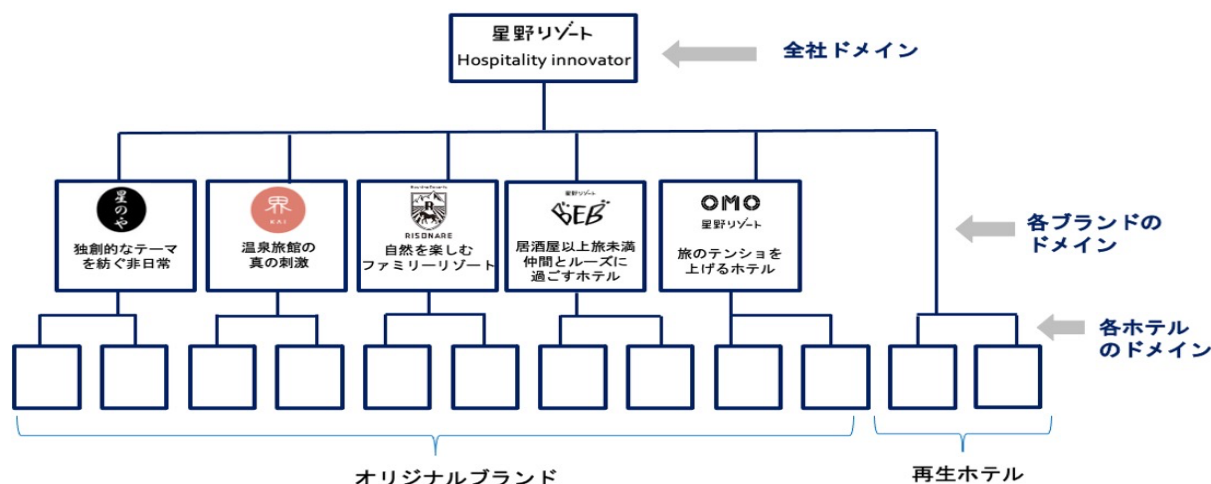 星野リゾート
Hospitality innovator
全社ドメイン
星のや
独創的なテーマ
を紡ぐ非日常
界
KAI
温泉旅館の
真の刺激
R
RISONARE
自然を楽しむ
ファミリーリゾート
星野リゾート
BEB
居酒屋以上旅未満
仲間とルーズに
過ごすホテル
OMO
星野リゾート
旅のテンショを
上げるホテル
各ブランドの
ドメイン
各ホテル
のドメイン
オリジナルブランド
再生ホテル